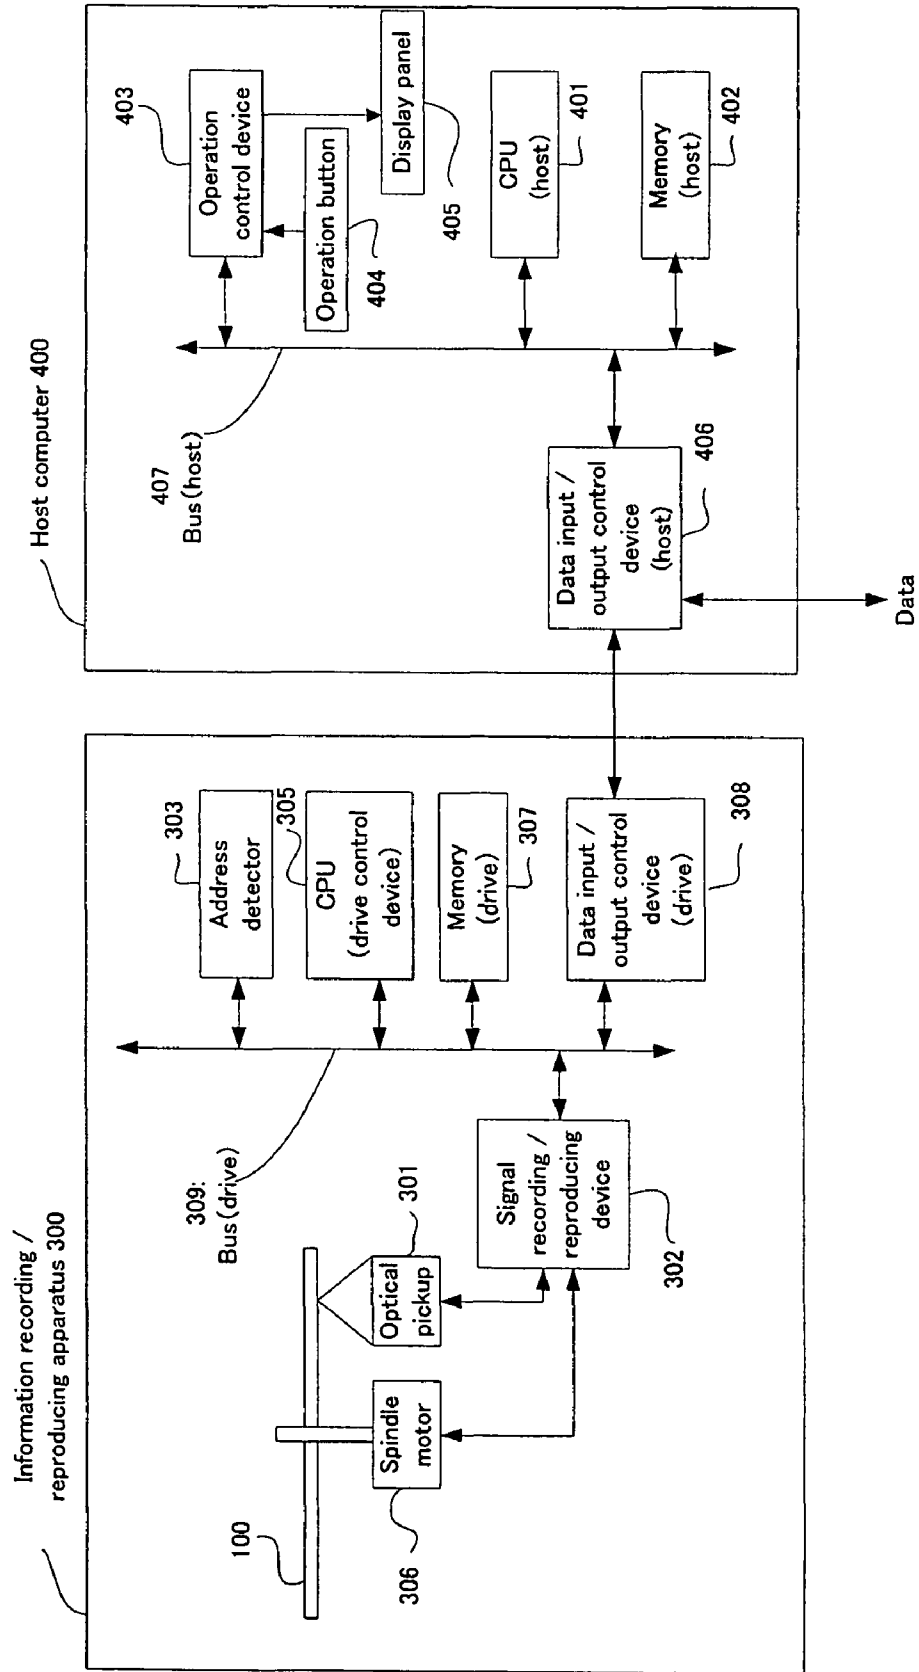 Information recording /
reproducing apparatus 300
100
306
Spindle
motor
301
Optical
pickup
302
Signal
recording /
reproducing
device
309:
Bus(drive)
303
Address
detector
305
CPU
(drive control
device)
307
Memory
(drive)
308
Data input /
output control
device
(drive)
Host computer 400
407
Bus(host)
403
Operation
control device
Operation button
404
Display panel
405
CPU
(host)
401
Memory
(host)
402
Data input /
output control
device
(host)
406
Data